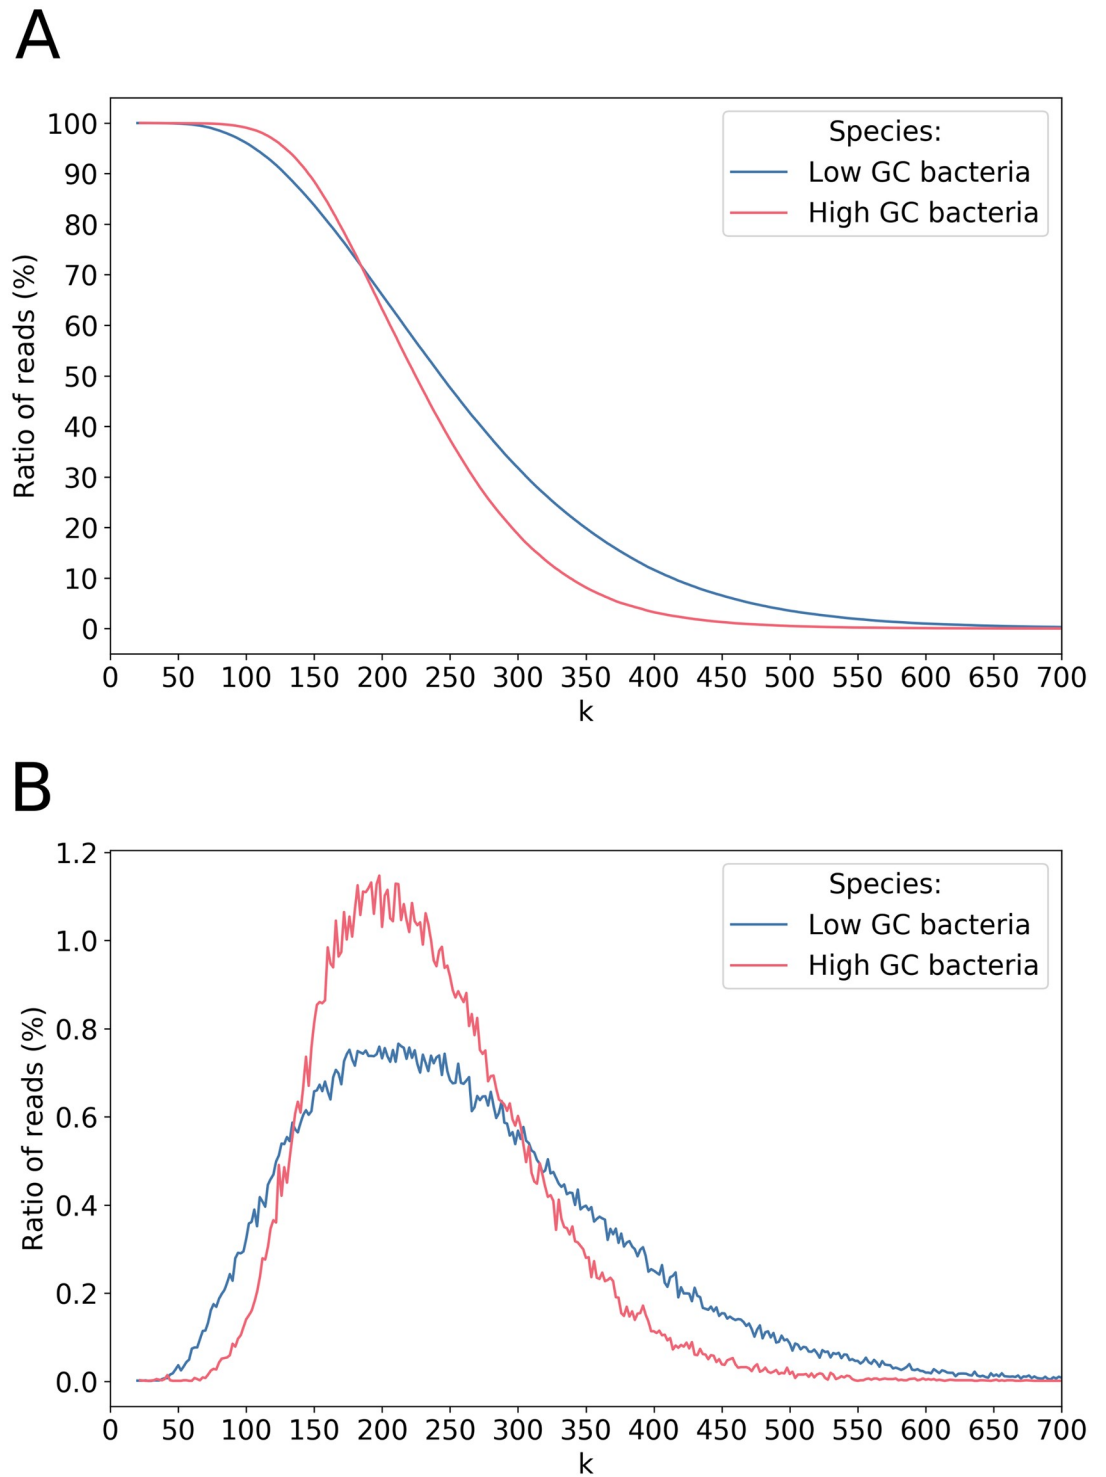 A
Ratio of reads (%)
100
90
80
70
60
50
40
30
20
10
0
Species:
Low GC bacteria
High GC bacteria
0 50 100 150 200 250 300 350 400 450 500 550 600 650 700
k
B
Ratio of reads (%)
1.2
1.0
0.8
0.6
0.4
0.2
0.0
Species:
Low GC bacteria
High GC bacteria
0 50 100 150 200 250 300 350 400 450 500 550 600 650 700
k